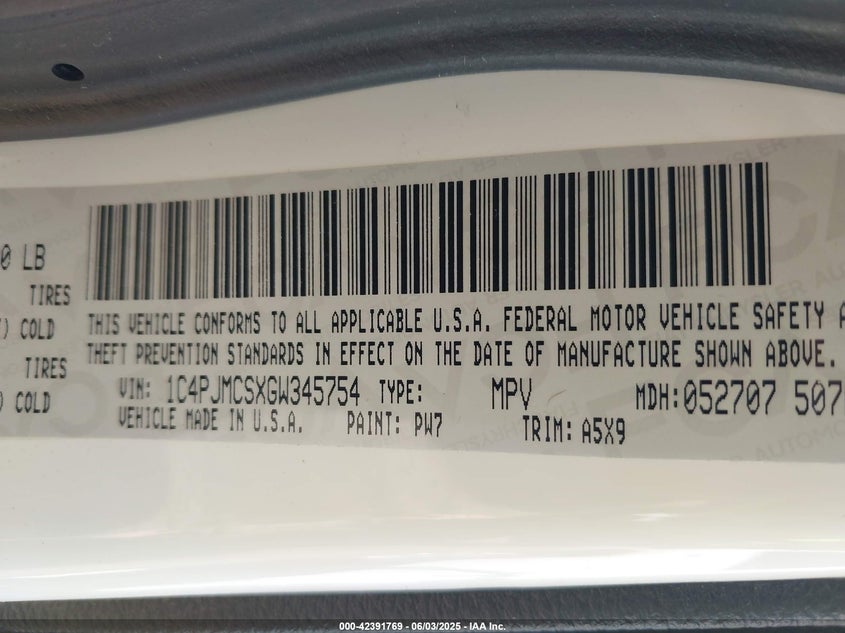 0 LB
TIRES
) COLD
TIRES
) COLD
THIS VEHICLE CONFORMS TO ALL APPLICABLE U.S.A. FEDERAL MOTOR VEHICLE SAFETY A
THEFT PREVENTION STANDARDS IN EFFECT ON THE DATE OF MANUFACTURE SHOWN ABOVE.
VIN: 1C4PJMCSXGW345754 TYPE: MPV MDH:052707 507
VEHICLE MADE IN U.S.A. PAINT: PW7 TRIM: A5X9
000-42391769 - 06/03/2025 - IAA Inc.